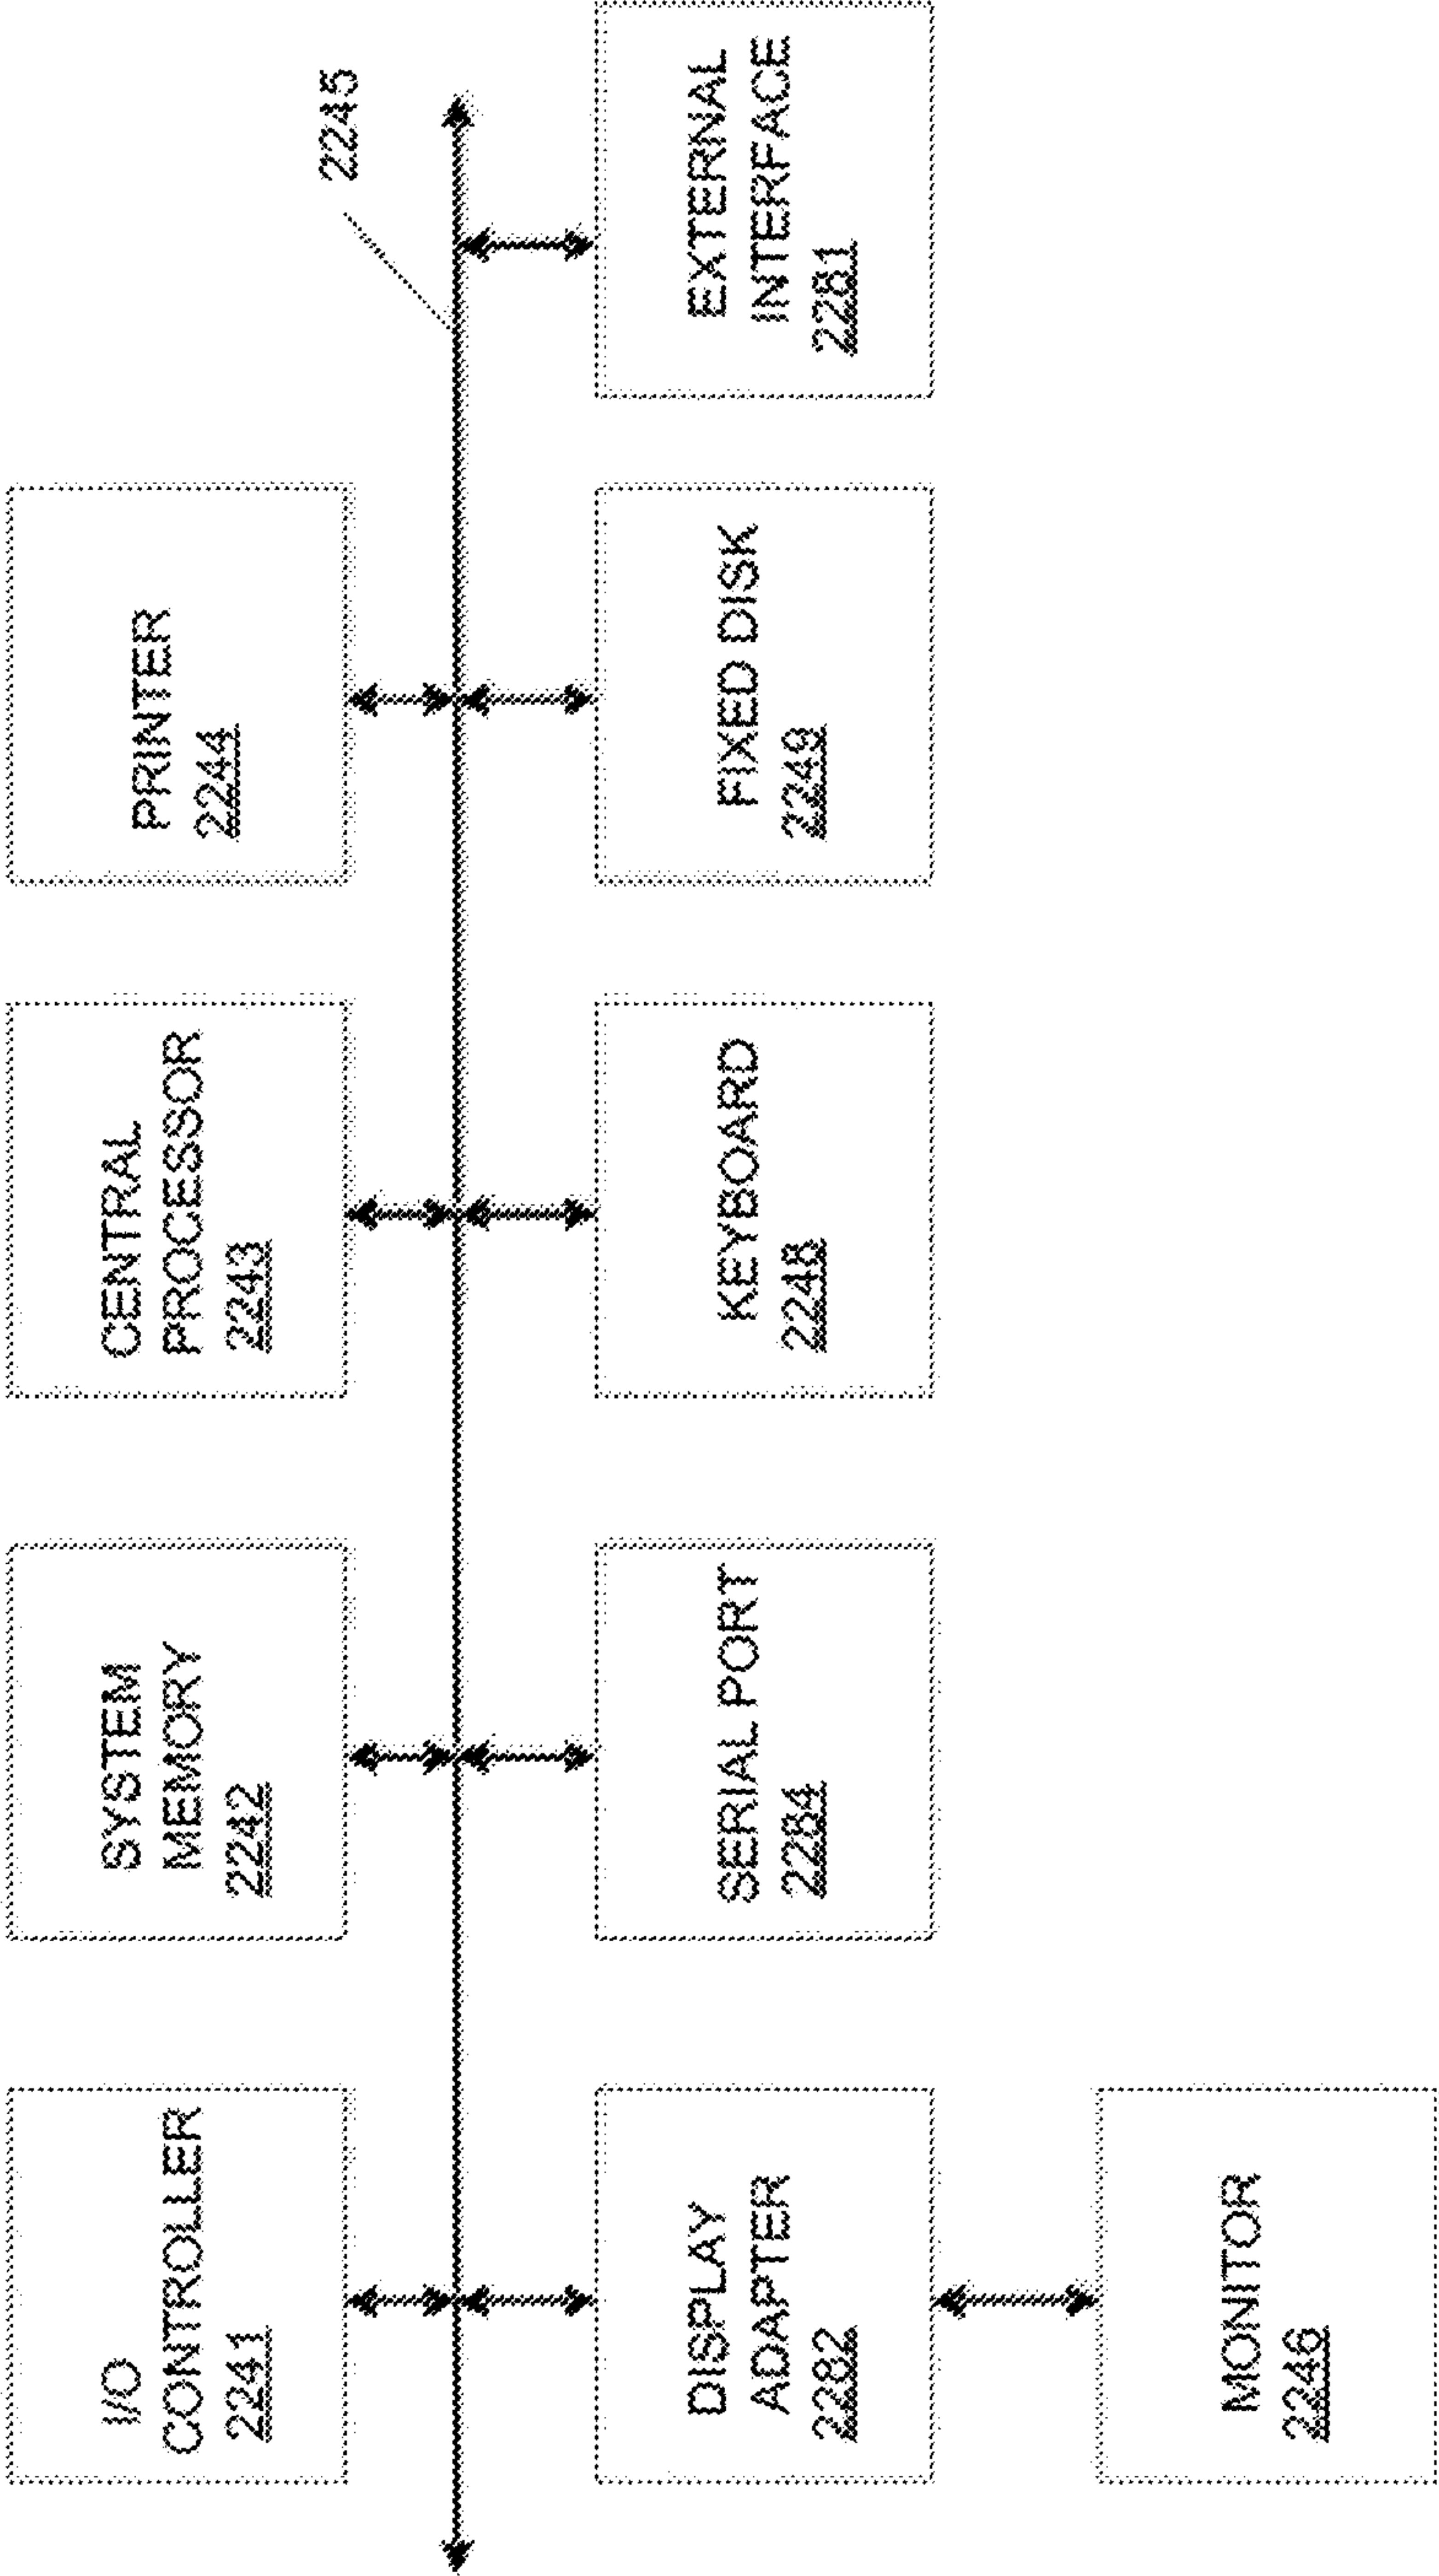 I/O
CONTROLLER
2241
SYSTEM
MEMORY
2242
CENTRAL
PROCESSOR
2243
PRINTER
2244
2245
DISPLAY
ADAPTER
2282
SERIAL PORT
2284
KEYBOARD
2248
FIXED DISK
2249
EXTERNAL
INTERFACE
2281
MONITOR
2246